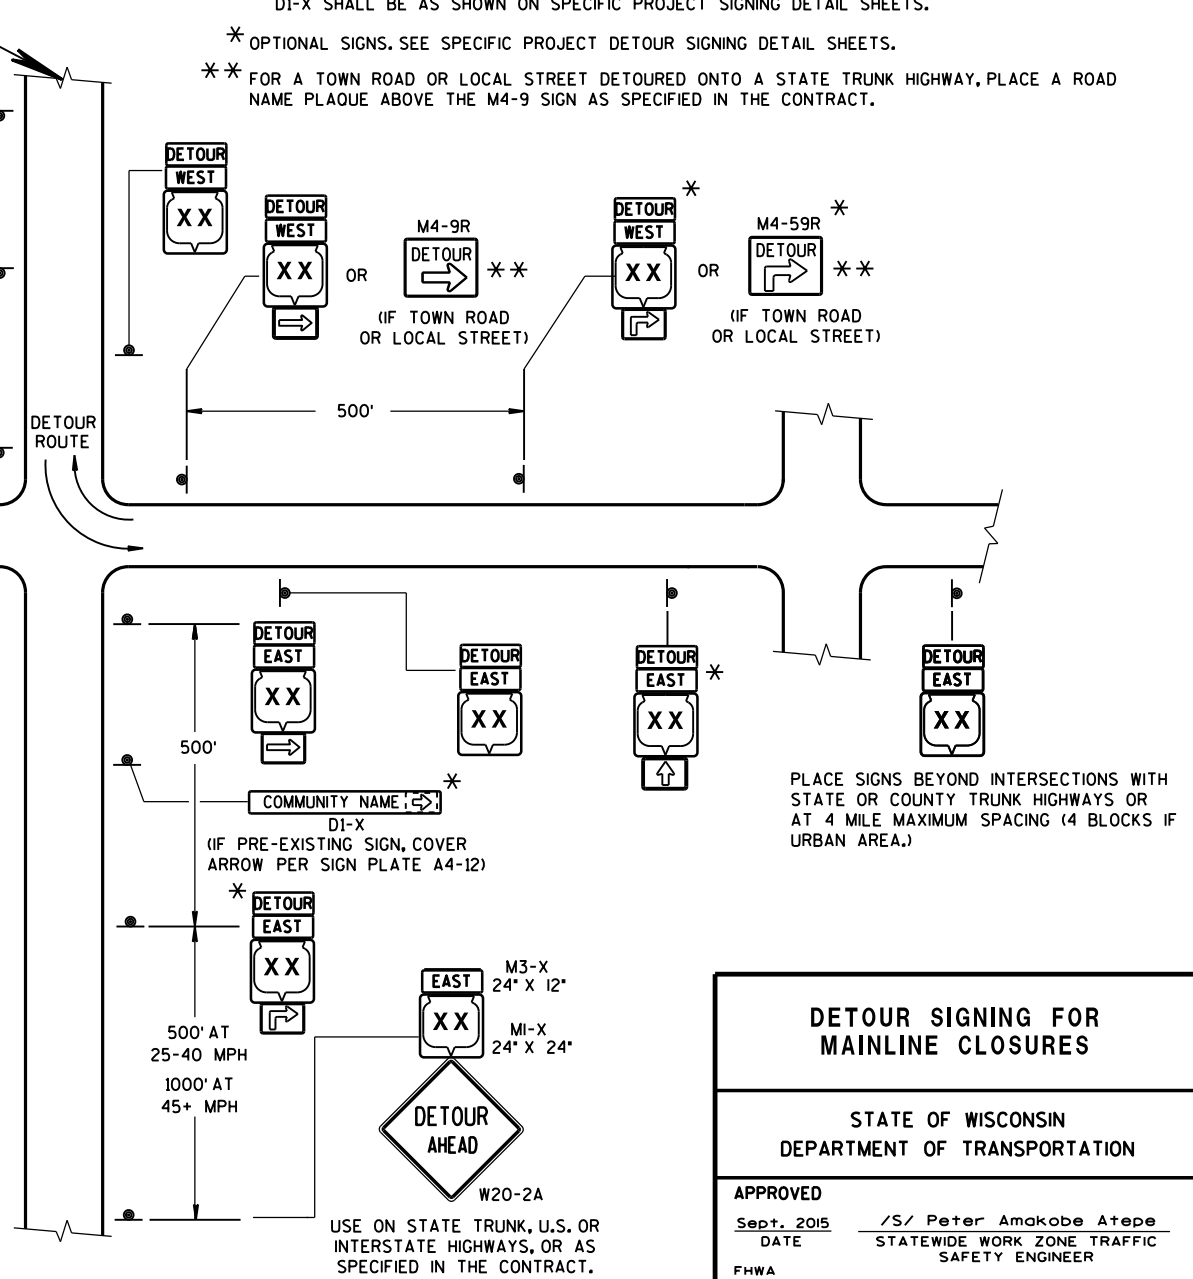 D1-X SHALL BE AS SHOWN ON SPECIFIC PROJECT SIGNING DETAIL SHEETS.
* OPTIONAL SIGNS. SEE SPECIFIC PROJECT DETOUR SIGNING DETAIL SHEETS.
** FOR A TOWN ROAD OR LOCAL STREET DETOURED ONTO A STATE TRUNK HIGHWAY, PLACE A ROAD
NAME PLAQUE ABOVE THE M4-9 SIGN AS SPECIFIED IN THE CONTRACT.
DETOUR
WEST
XX
DETOUR
WEST
XX
OR
M4-9R
DETOUR
**
(IF TOWN ROAD
OR LOCAL STREET)
*
DETOUR
WEST
XX
OR
M4-59R
*
DETOUR
**
(IF TOWN ROAD
OR LOCAL STREET)
500'
DETOUR
ROUTE
DETOUR
EAST
XX
500'
DETOUR
EAST
XX
DETOUR
EAST
*
XX
DETOUR
EAST
XX
PLACE SIGNS BEYOND INTERSECTIONS WITH
STATE OR COUNTY TRUNK HIGHWAYS OR
AT 4 MILE MAXIMUM SPACING (4 BLOCKS IF
URBAN AREA.)
COMMUNITY NAME
*
D1-X
(IF PRE-EXISTING SIGN, COVER
ARROW PER SIGN PLATE A4-12)
*
DETOUR
EAST
XX
500' AT
25-40 MPH
1000' AT
45+ MPH
EAST
M3-X
24" X 12"
XX
M1-X
24" X 24"
DETOUR
AHEAD
W20-2A
USE ON STATE TRUNK, U.S. OR
INTERSTATE HIGHWAYS, OR AS
SPECIFIED IN THE CONTRACT.
DETOUR SIGNING FOR
MAINLINE CLOSURES
STATE OF WISCONSIN
DEPARTMENT OF TRANSPORTATION
APPROVED
Sept. 2015 /S/ Peter Amakobe Atepe
DATE STATEWIDE WORK ZONE TRAFFIC
SAFETY ENGINEER
FHWA